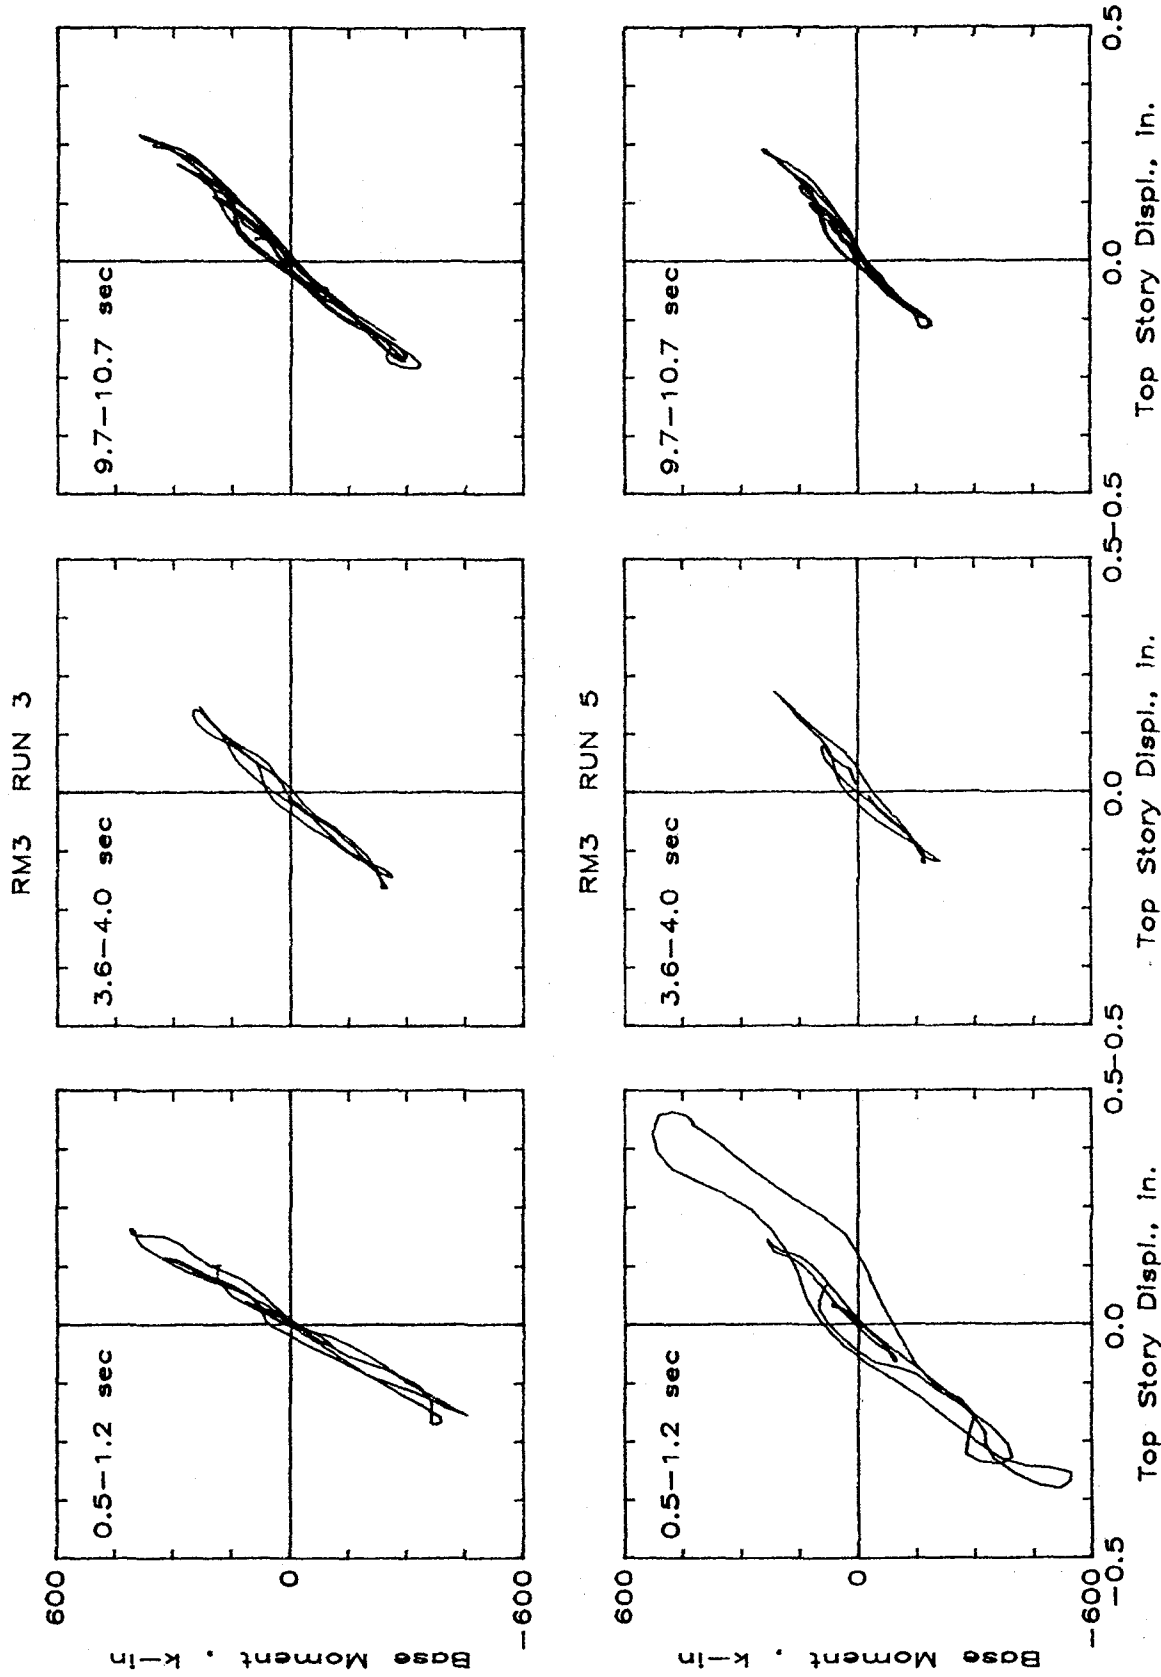 RM3 RUN 3
Base Moment, k-in
600
0
-600
0.5-1.2 sec
3.6-4.0 sec
9.7-10.7 sec
RM3 RUN 5
Base Moment, k-in
600
0
-600
0.5-1.2 sec
3.6-4.0 sec
9.7-10.7 sec
-0.5 0.0 0.5 -0.5 0.0 0.5 -0.5 0.0 0.5
Top Story Displ., in. Top Story Displ., in. Top Story Displ., in.